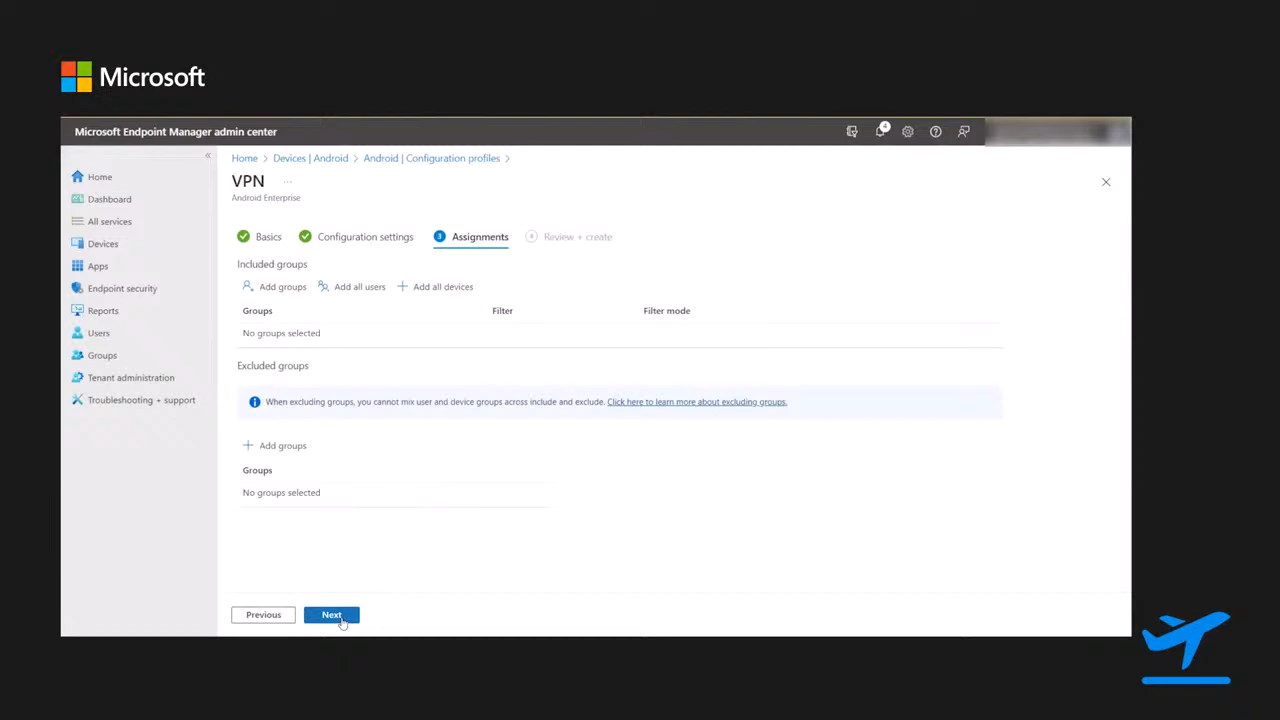 Microsoft
Microsoft Endpoint Manager admin center
4
«
Home
Dashboard
All services
Devices
Apps
Endpoint security
Reports
Users
Groups
Tenant administration
Troubleshooting + support
Home > Devices | Android > Android | Configuration profiles >
VPN ...
Android Enterprise
Basics Configuration settings 3 Assignments 4 Review + create
Included groups
Add groups Add all users + Add all devices
Groups Filter Filter mode
No groups selected
Excluded groups
When excluding groups, you cannot mix user and device groups across include and exclude. Click here to learn more about excluding groups.
+ Add groups
Groups
No groups selected
Previous Next